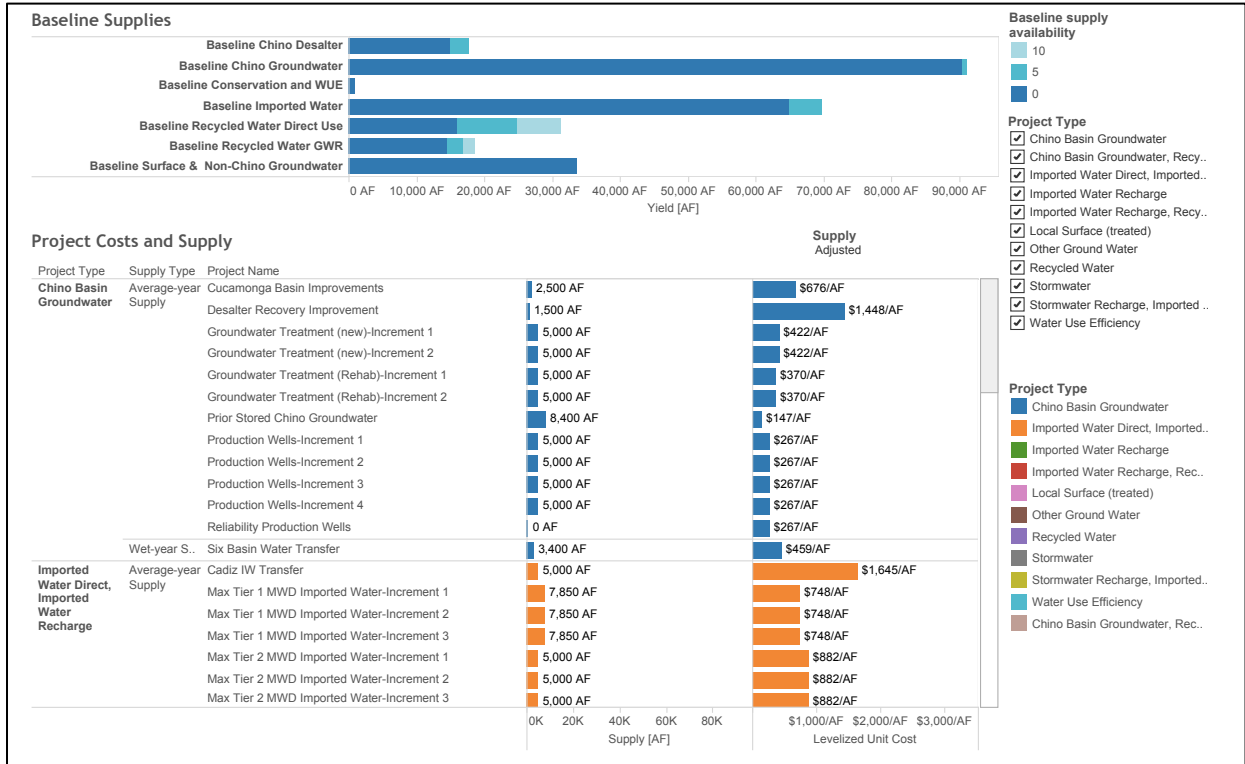 Baseline Supplies
Baseline Chino Desalter
Baseline Chino Groundwater
Baseline Conservation and WUE
Baseline Imported Water
Baseline Recycled Water Direct Use
Baseline Recycled Water GWR
Baseline Surface & Non-Chino Groundwater
0 AF 10,000 AF 20,000 AF 30,000 AF 40,000 AF 50,000 AF 60,000 AF 70,000 AF 80,000 AF 90,000 AF
Yield [AF]
Baseline supply
availability
10
5
0
Project Type
Chino Basin Groundwater
Chino Basin Groundwater, Recy..
Imported Water Direct, Imported..
Imported Water Recharge
Imported Water Recharge, Recy..
Local Surface (treated)
Other Ground Water
Recycled Water
Stormwater
Stormwater Recharge, Imported ..
Water Use Efficiency
Project Type
Chino Basin Groundwater
Imported Water Direct, Imported..
Imported Water Recharge
Imported Water Recharge, Rec..
Local Surface (treated)
Other Ground Water
Recycled Water
Stormwater
Stormwater Recharge, Imported..
Water Use Efficiency
Chino Basin Groundwater, Rec..
Project Costs and Supply
Supply
Adjusted
Project Type Supply Type Project Name
Chino Basin Average-year Cucamonga Basin Improvements 2,500 AF $676/AF
Groundwater Supply Desalter Recovery Improvement 1,500 AF $1,448/AF
Groundwater Treatment (new)-Increment 1 5,000 AF $422/AF
Groundwater Treatment (new)-Increment 2 5,000 AF $422/AF
Groundwater Treatment (Rehab)-Increment 1 5,000 AF $370/AF
Groundwater Treatment (Rehab)-Increment 2 5,000 AF $370/AF
Prior Stored Chino Groundwater 8,400 AF $147/AF
Production Wells-Increment 1 5,000 AF $267/AF
Production Wells-Increment 2 5,000 AF $267/AF
Production Wells-Increment 3 5,000 AF $267/AF
Production Wells-Increment 4 5,000 AF $267/AF
Reliability Production Wells 0 AF $267/AF
Wet-year S.. Six Basin Water Transfer 3,400 AF $459/AF
Imported Average-year Cadiz IW Transfer 5,000 AF $1,645/AF
Water Direct, Supply Max Tier 1 MWD Imported Water-Increment 1 7,850 AF $748/AF
Imported Max Tier 1 MWD Imported Water-Increment 2 7,850 AF $748/AF
Water
Recharge Max Tier 1 MWD Imported Water-Increment 3 7,850 AF $748/AF
Max Tier 2 MWD Imported Water-Increment 1 5,000 AF $882/AF
Max Tier 2 MWD Imported Water-Increment 2 5,000 AF $882/AF
Max Tier 2 MWD Imported Water-Increment 3 5,000 AF $882/AF
0K 20K 40K 60K 80K $1,000/AF $2,000/AF $3,000/AF
Supply [AF] Levelized Unit Cost